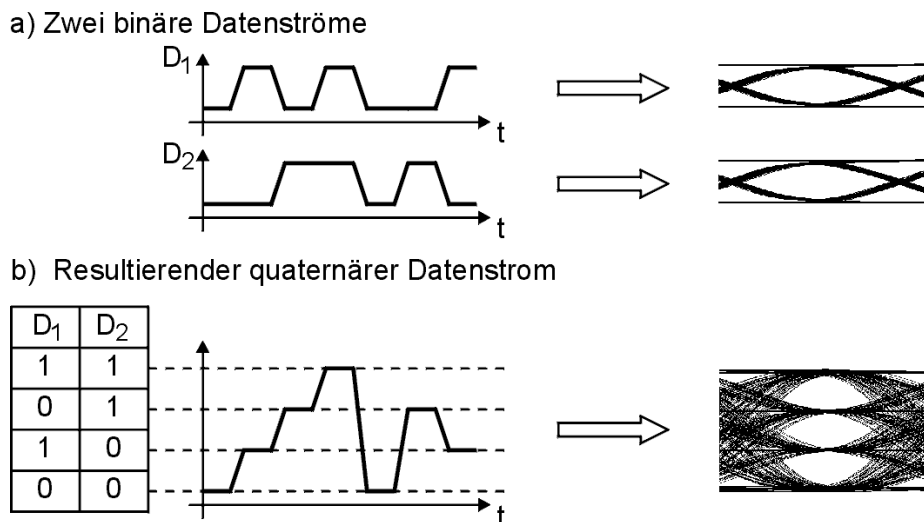 a) Zwei binäre Datenströme
D1
t
D2
t
b) Resultierender quaternärer Datenstrom
D1 D2
1 1
0 1
1 0
0 0
t